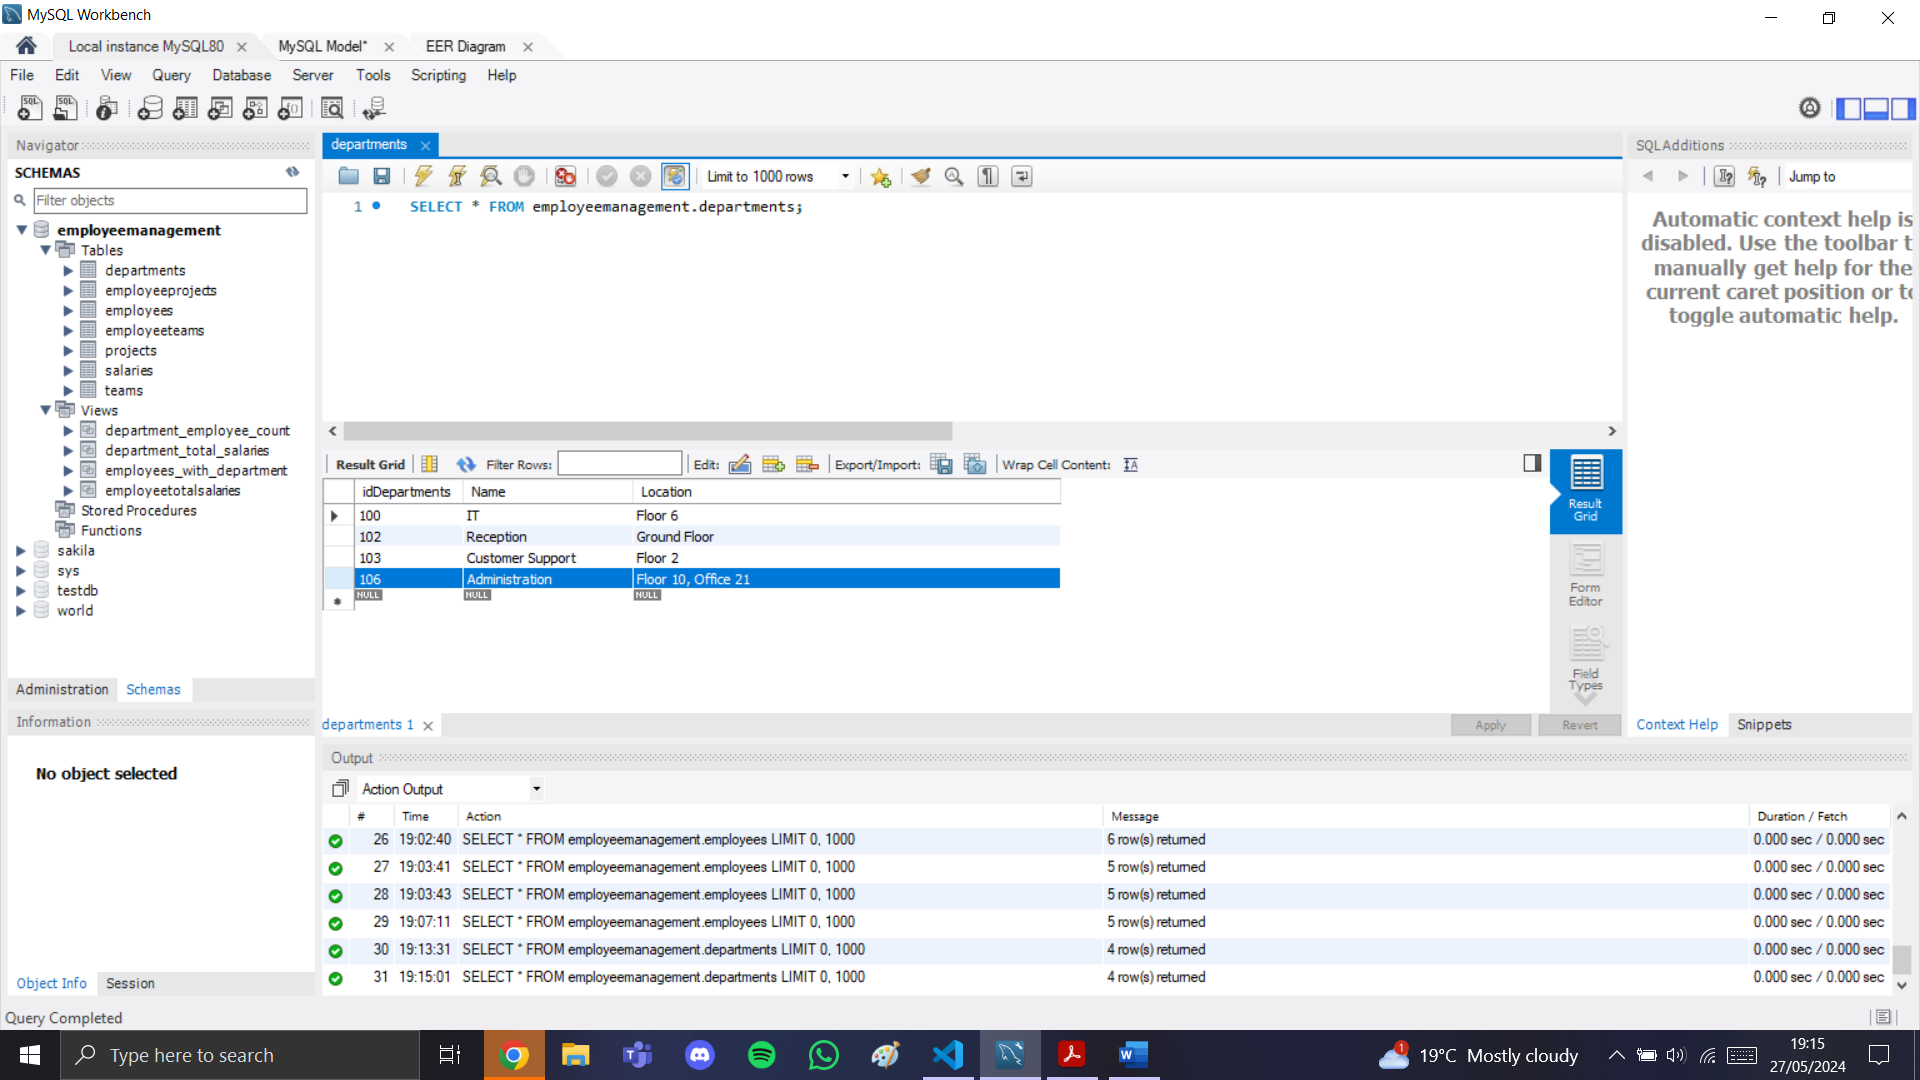 MySQL Workbench
Local instance MySQL80
MySQL Model*
EER Diagram
File Edit View Query Database Server Tools Scripting Help
Navigator
SCHEMAS
Filter objects
employeemanagement
Tables
departments
employeeprojects
employees
employeeteams
projects
salaries
teams
Views
department_employee_count
department_total_salaries
employees_with_department
employeetotalsalaries
Stored Procedures
Functions
sakila
sys
testdb
world
Administration Schemas
Information
No object selected
Object Info Session
departments
Limit to 1000 rows
1 SELECT * FROM employeemanagement.departments;
Result Grid Filter Rows: Edit: Export/Import: Wrap Cell Content:
idDepartments Name Location
100 IT Floor 6
102 Reception Ground Floor
103 Customer Support Floor 2
106 Administration Floor 10, Office 21
NULL NULL NULL
Result
Grid
Form
Editor
Field
Types
departments 1
Apply Revert
SQLAdditions
Jump to
Automatic context help is
disabled. Use the toolbar t
manually get help for the
current caret position or to
toggle automatic help.
Context Help Snippets
Output
Action Output
# Time Action Message Duration / Fetch
26 19:02:40 SELECT * FROM employeemanagement.employees LIMIT 0, 1000 6 row(s) returned 0.000 sec / 0.000 sec
27 19:03:41 SELECT * FROM employeemanagement.employees LIMIT 0, 1000 5 row(s) returned 0.000 sec / 0.000 sec
28 19:03:43 SELECT * FROM employeemanagement.employees LIMIT 0, 1000 5 row(s) returned 0.000 sec / 0.000 sec
29 19:07:11 SELECT * FROM employeemanagement.employees LIMIT 0, 1000 5 row(s) returned 0.000 sec / 0.000 sec
30 19:13:31 SELECT * FROM employeemanagement.departments LIMIT 0, 1000 4 row(s) returned 0.000 sec / 0.000 sec
31 19:15:01 SELECT * FROM employeemanagement.departments LIMIT 0, 1000 4 row(s) returned 0.000 sec / 0.000 sec
Query Completed
Type here to search
1
19°C Mostly cloudy
19:15
27/05/2024